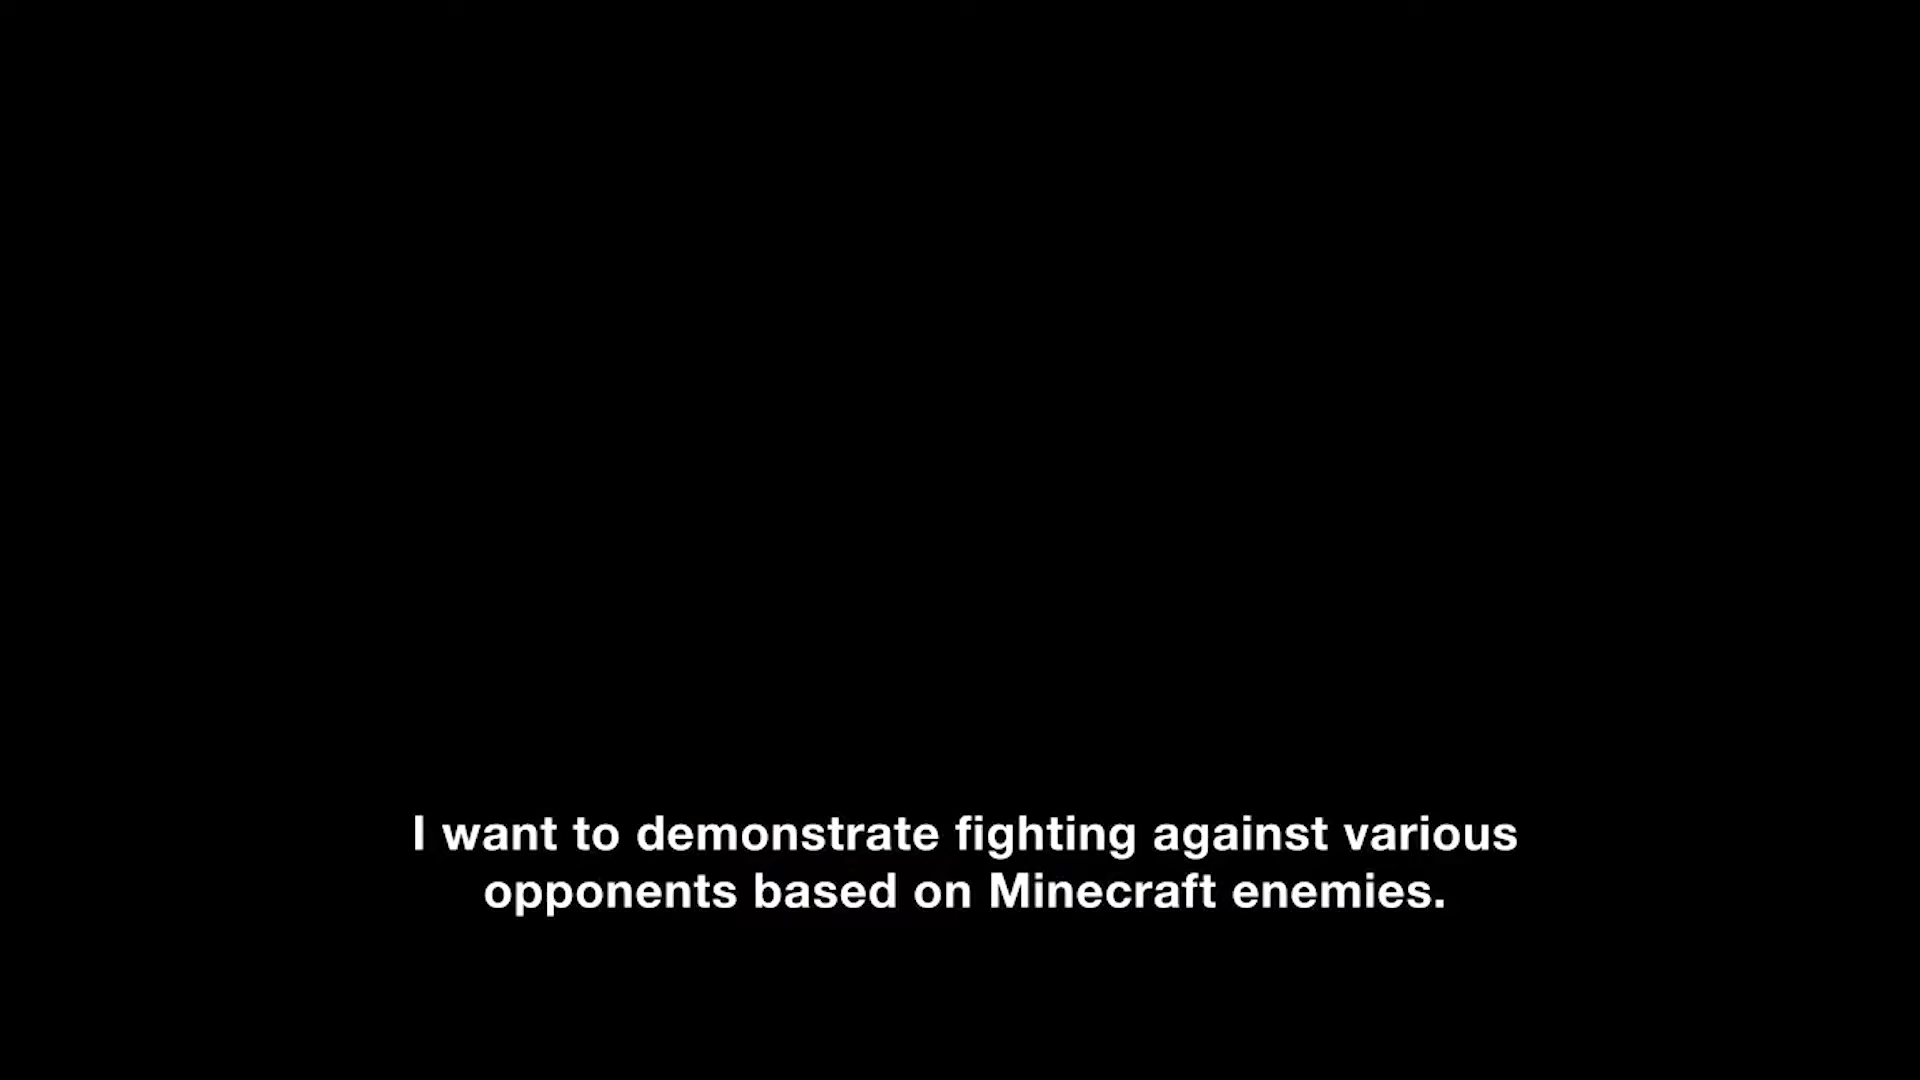 I want to demonstrate fighting against various
opponents based on Minecraft enemies.